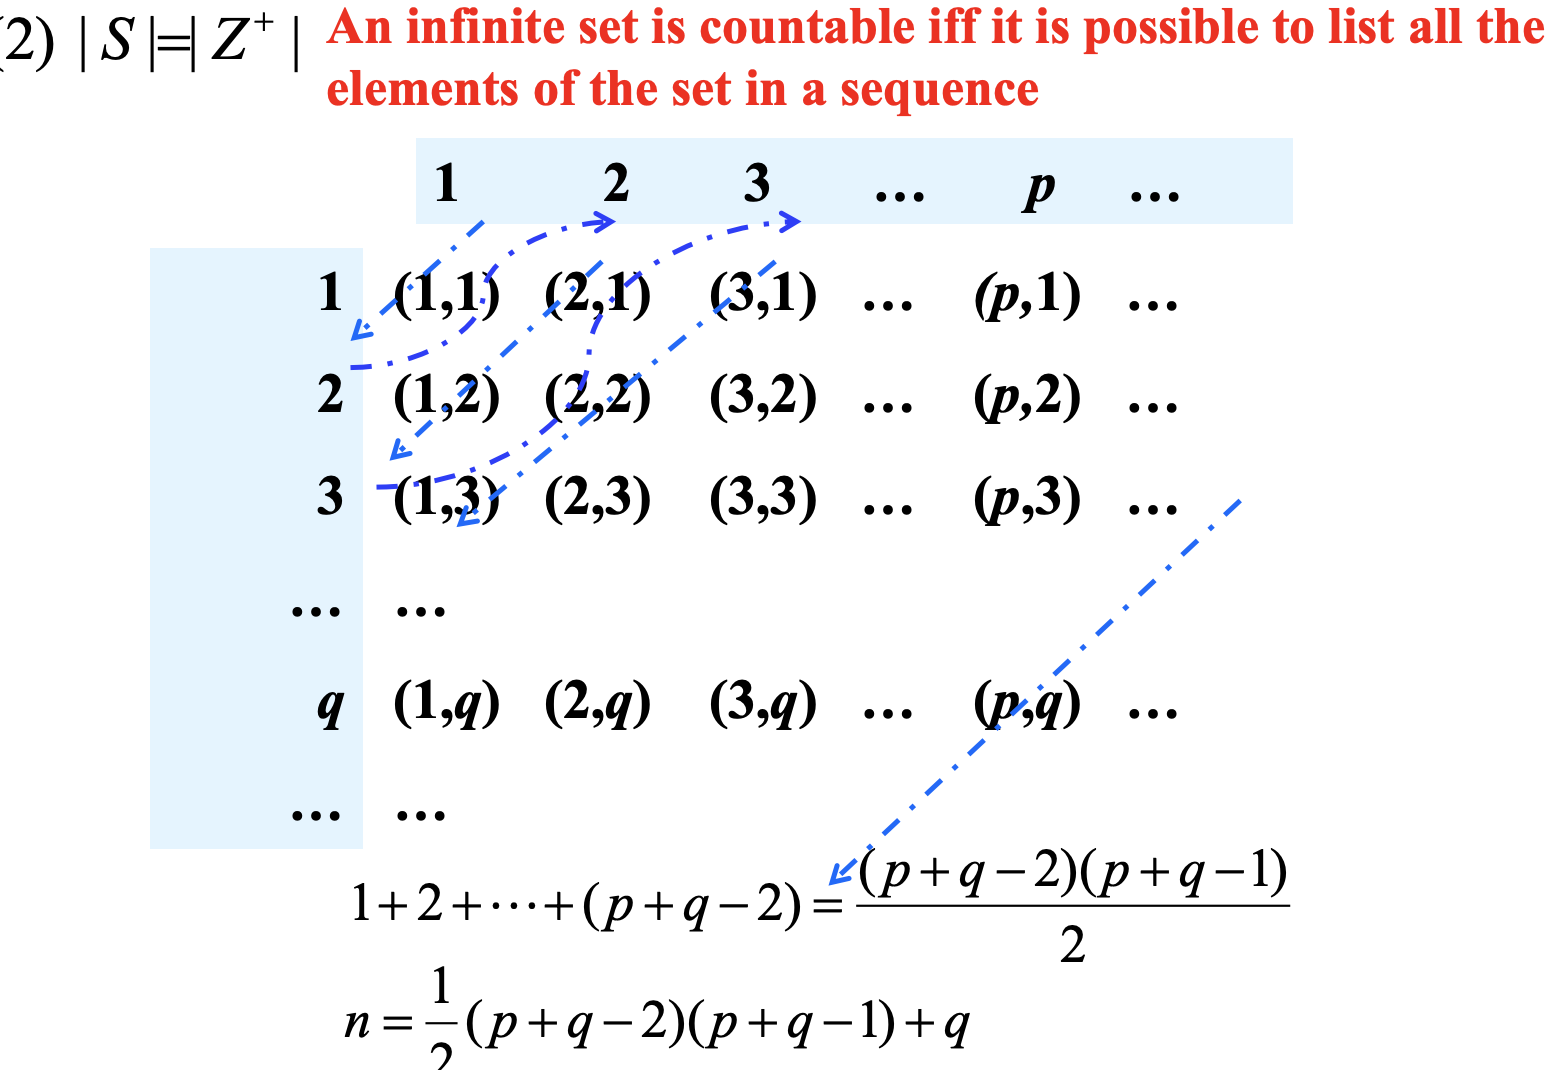 (2) | S |=| Z⁺ | An infinite set is countable iff it is possible to list all the
elements of the set in a sequence
1 2 3 … p …
1 (1,1) (2,1) (3,1) … (p,1) …
2 (1,2) (2,2) (3,2) … (p,2) …
3 (1,3) (2,3) (3,3) … (p,3) …
… …
q (1,q) (2,q) (3,q) … (p,q) …
… …
1+2+⋯+(p+q−2)=(p+q−2)(p+q−1)/2
n=1/2(p+q−2)(p+q−1)+q